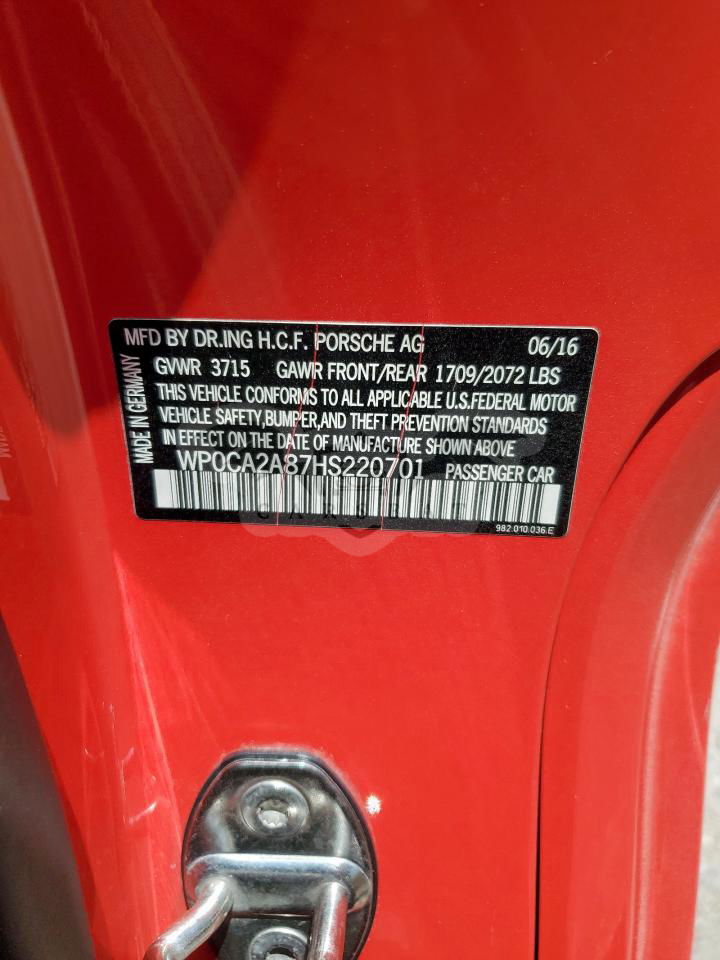 MFD BY DR.ING H.C.F. PORSCHE AG 06/16
GVWR 3715 GAWR FRONT/REAR 1709/2072 LBS
THIS VEHICLE CONFORMS TO ALL APPLICABLE U.S.FEDERAL MOTOR
VEHICLE SAFETY,BUMPER,AND THEFT PREVENTION STANDARDS
IN EFFECT ON THE DATE OF MANUFACTURE SHOWN ABOVE
WP0CA2A87HS220701 PASSENGER CAR
982.010.036.E
MADE IN GERMANY